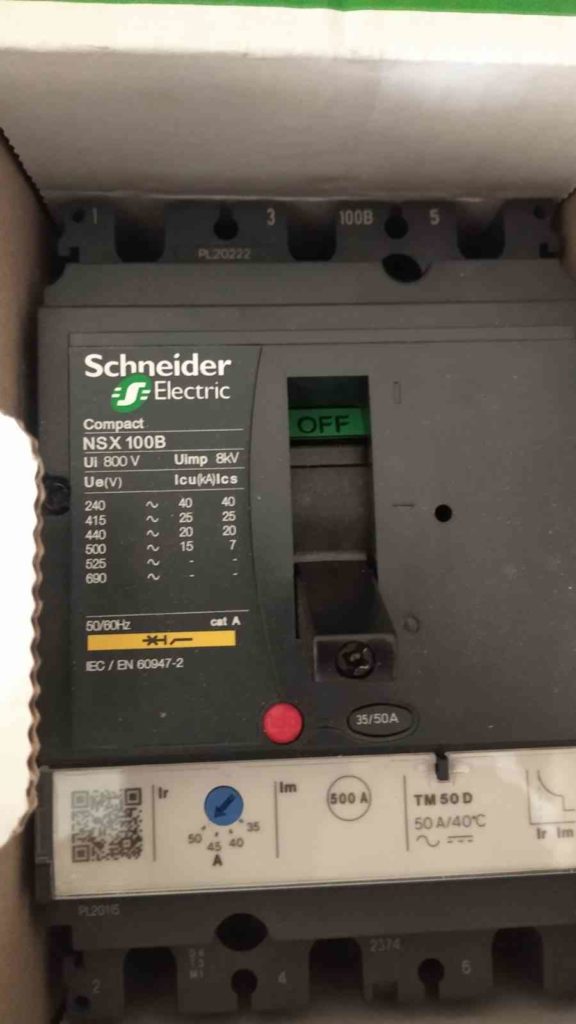 1 3 100B 5
PL20222
Schneider
Electric
OFF
Compact
NSX 100B
Ui 800 V Uimp 8kV
Ue(V) Icu(kA)Ics
240 ~ 40 40
415 ~ 25 25
440 ~ 20 20
500 ~ 15 7
525 ~ - -
690 ~ - -
50/60Hz cat A
IEC / EN 60947-2
35/50A
Ir
50 45 40 35
A
Im
500 A
TM 50 D
50 A/40°C
Ir Im
2 4 2374 6